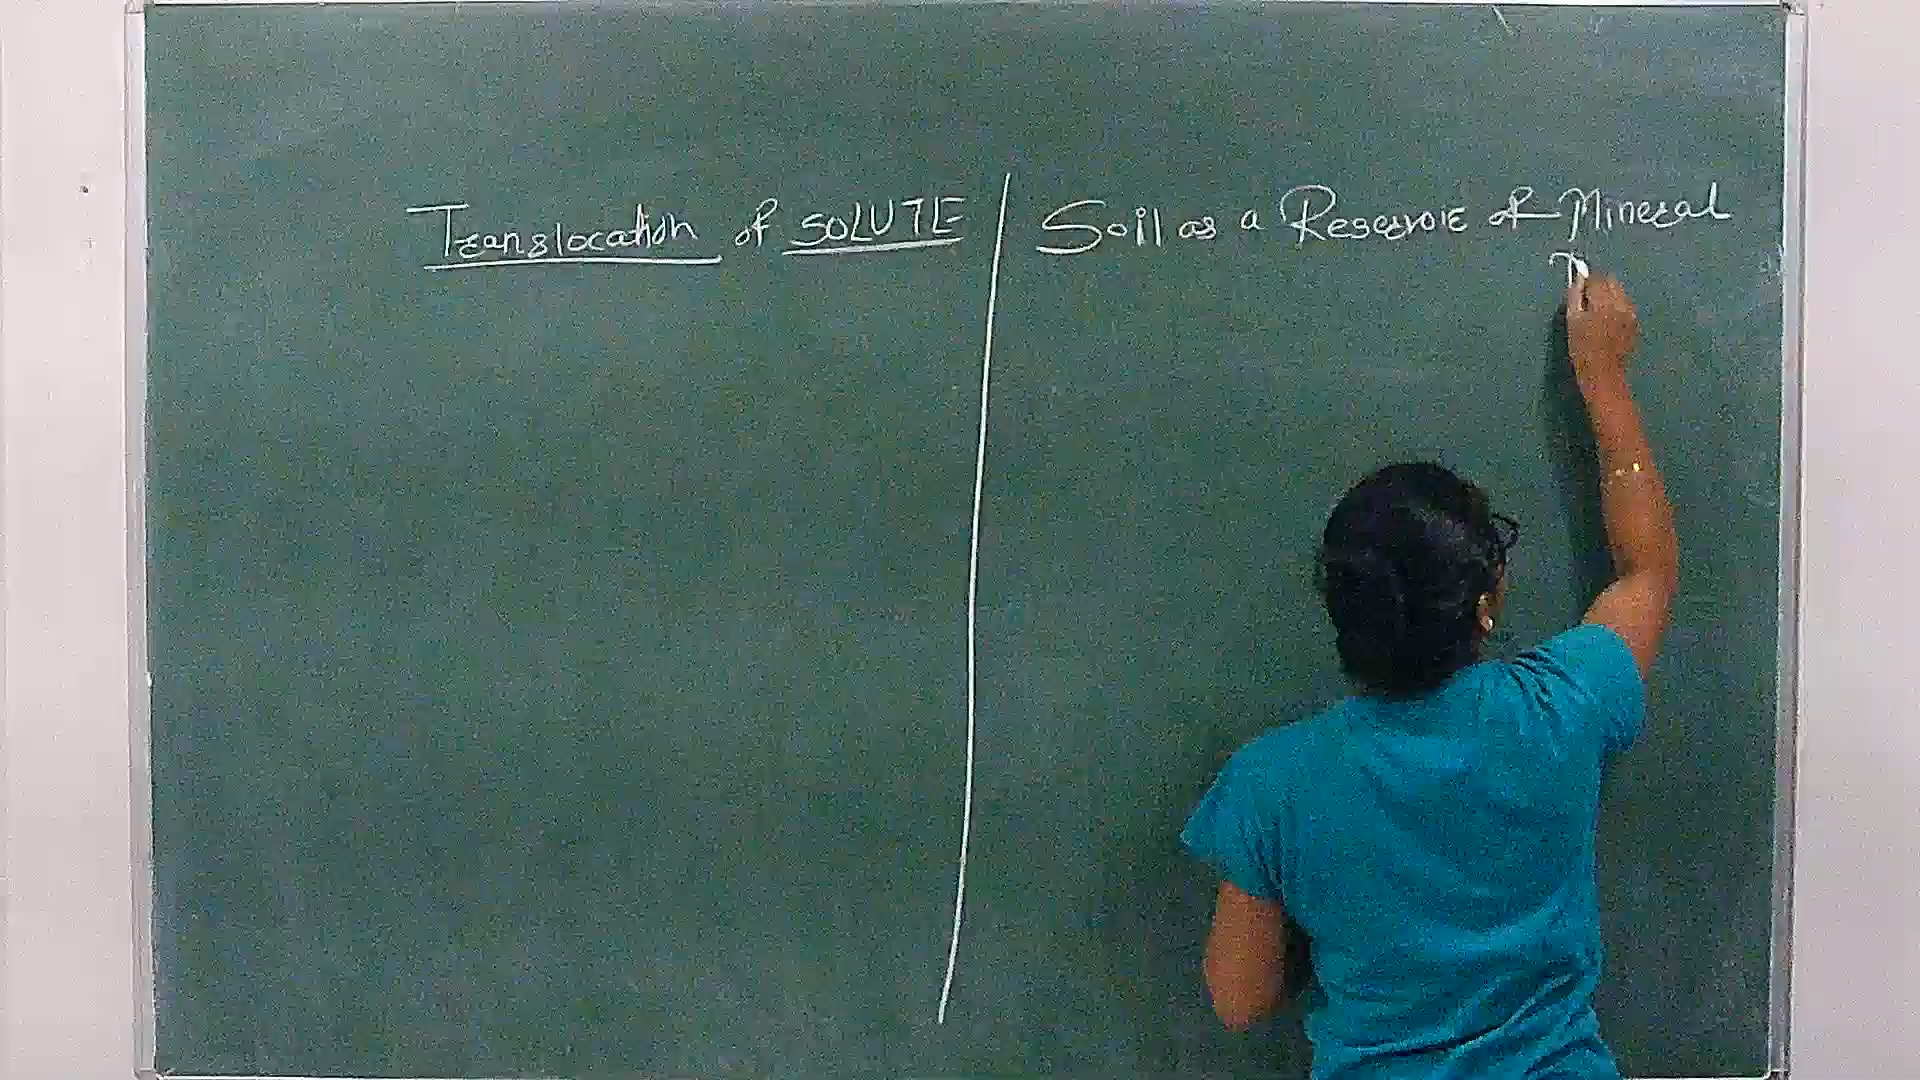 Translocation of SOLUTE
Soil as a Reservoir of Mineral